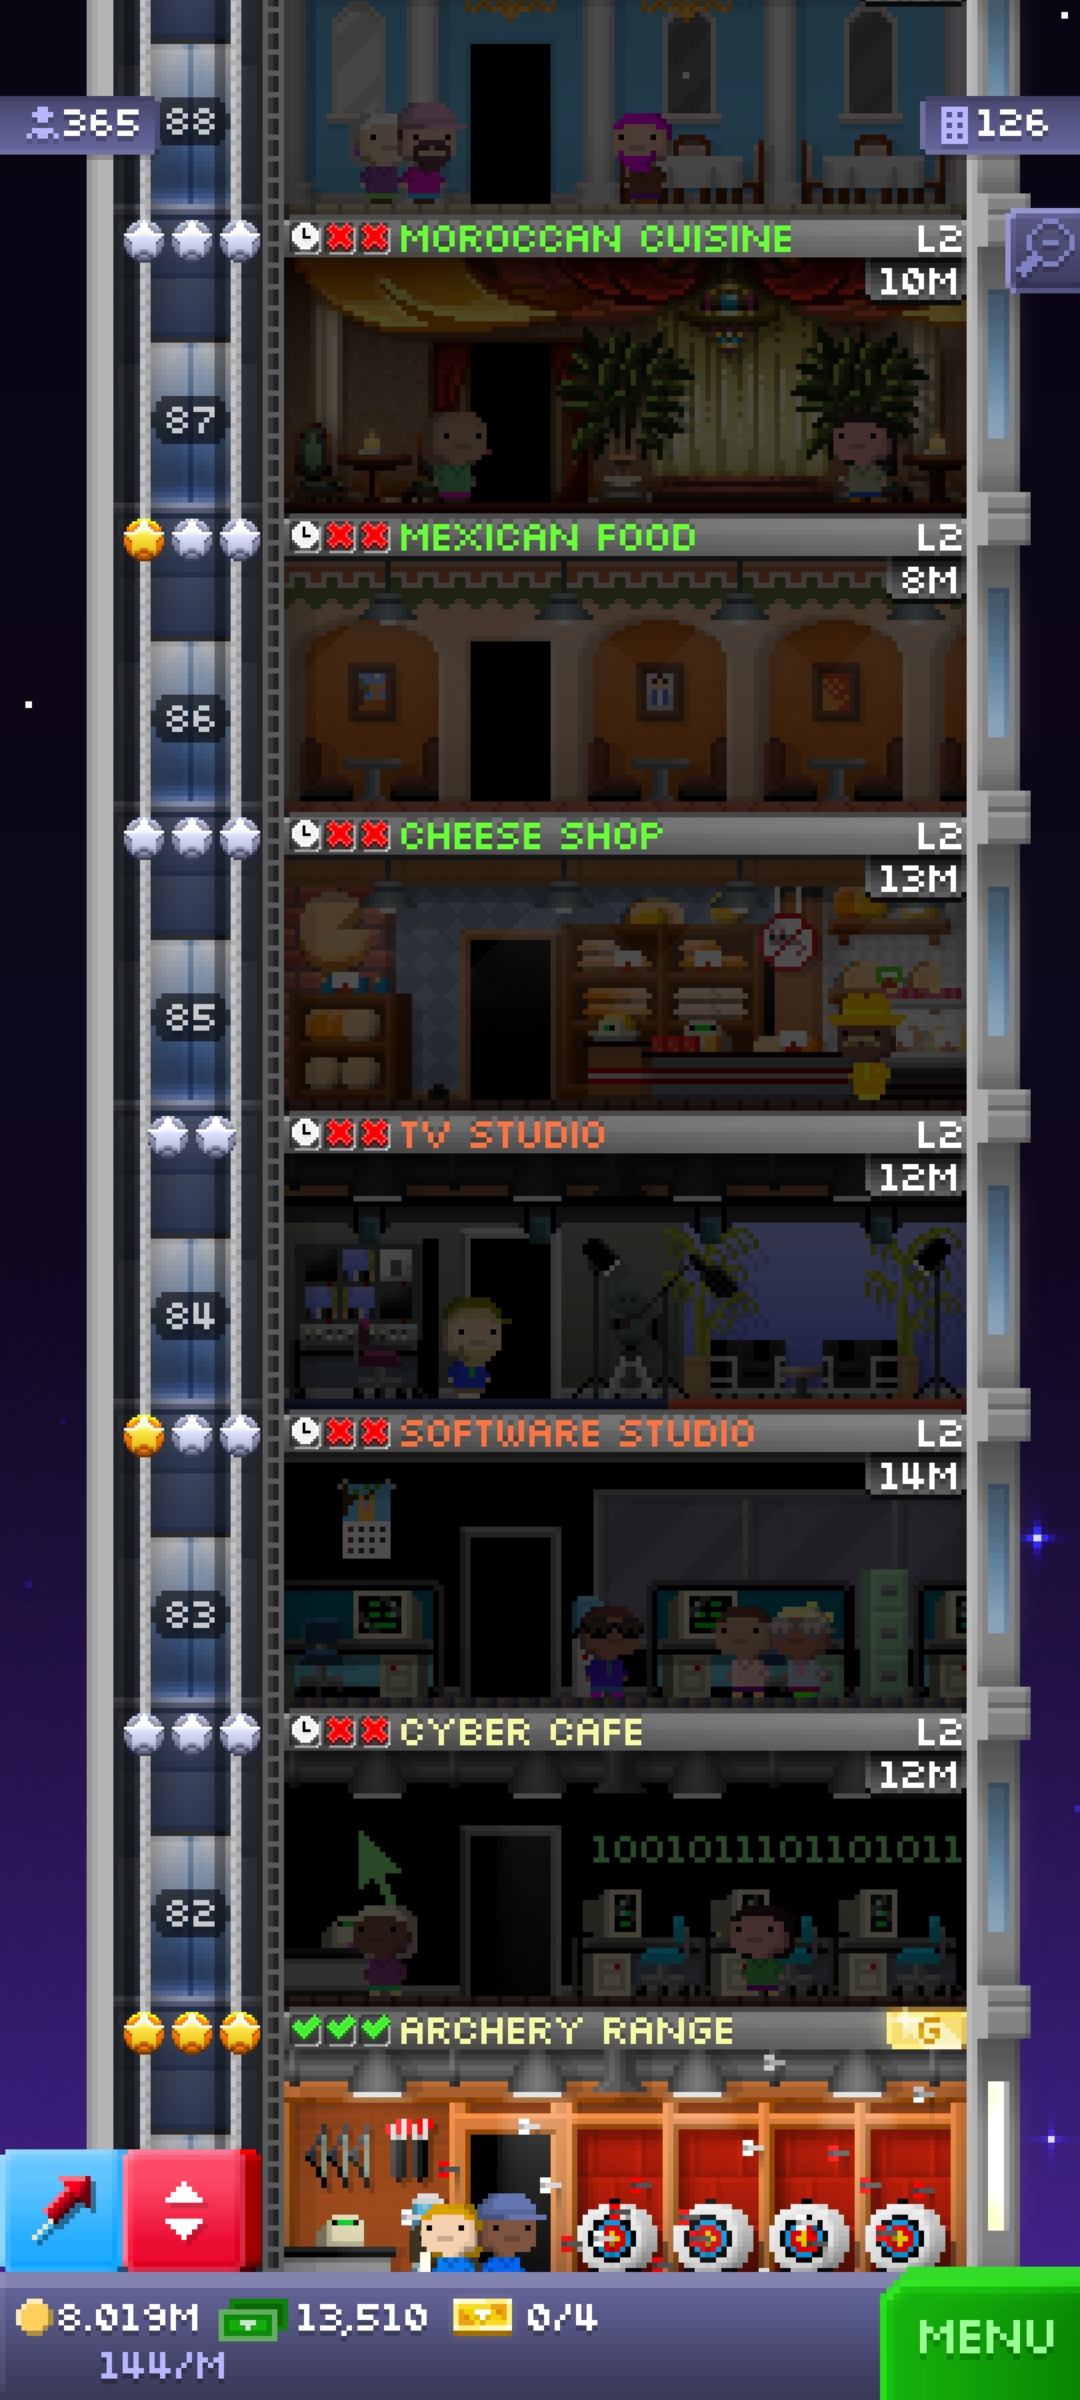 365
88
126
MOROCCAN CUISINE L2
10M
87
MEXICAN FOOD L2
8M
86
CHEESE SHOP L2
13M
85
TV STUDIO L2
12M
84
SOFTWARE STUDIO L2
14M
83
CYBER CAFE L2
12M
1001011101101011
82
ARCHERY RANGE G
8.019M 13,510 0/4
144/M
MENU